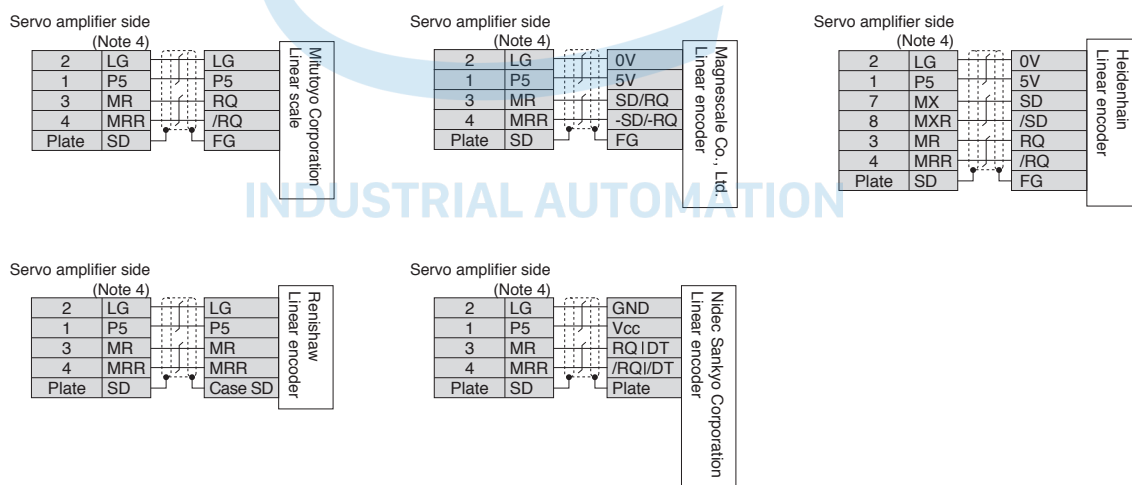 Servo amplifier side
(Note 4)
2 LG LG
1 P5 P5
3 MR RQ
4 MRR /RQ
Plate SD FG
Mitutoyo Corporation
Linear scale
Servo amplifier side
(Note 4)
2 LG 0V
1 P5 5V
3 MR SD/RQ
4 MRR -SD/-RQ
Plate SD FG
Magnescale Co., Ltd.
Linear encoder
Servo amplifier side
(Note 4)
2 LG 0V
1 P5 5V
7 MX SD
8 MXR /SD
3 MR RQ
4 MRR /RQ
Plate SD FG
Heidenhain
Linear encoder
INDUSTRIAL AUTOMATION
Servo amplifier side
(Note 4)
2 LG LG
1 P5 P5
3 MR MR
4 MRR MRR
Plate SD Case SD
Renishaw
Linear encoder
Servo amplifier side
(Note 4)
2 LG GND
1 P5 Vcc
3 MR RQ|DT
4 MRR /RQ|/DT
Plate SD Plate
Nidec Sankyo Corporation
Linear encoder